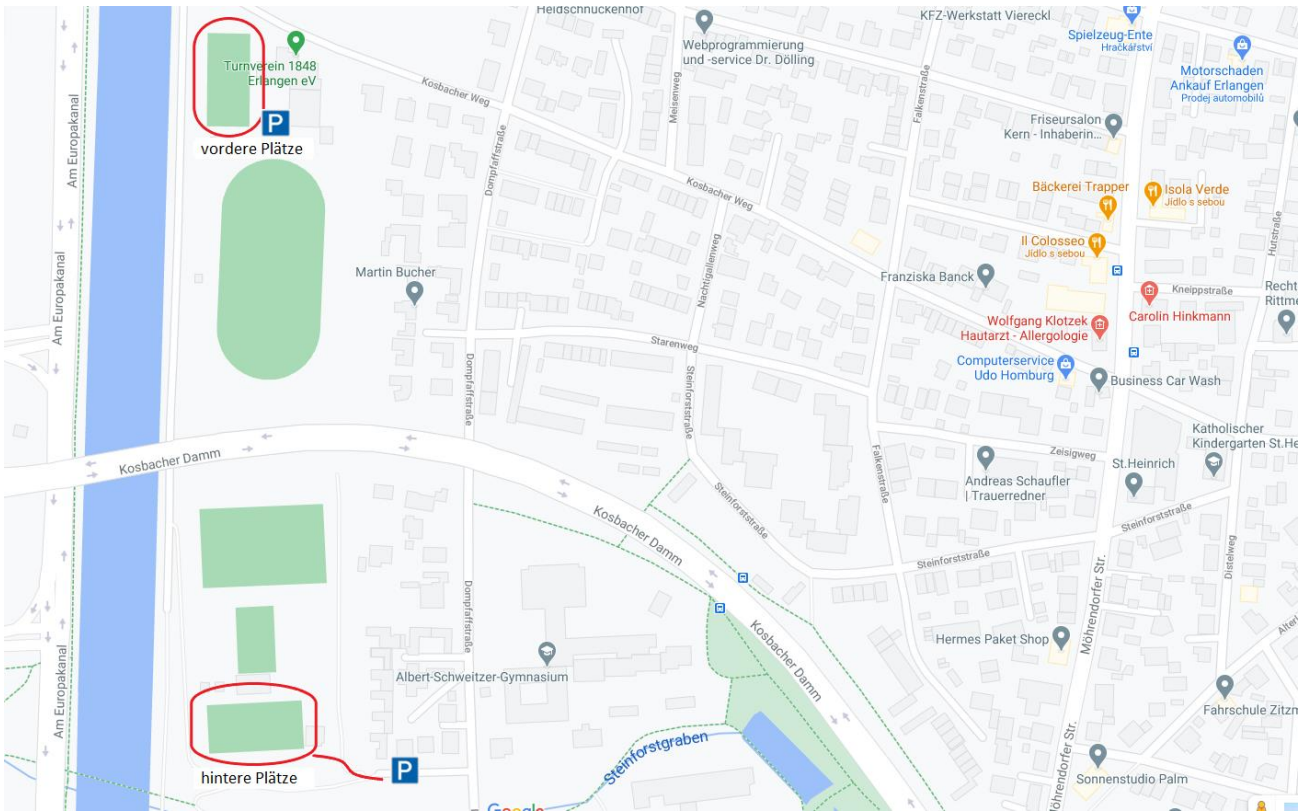 Heidschnuckenhof
KFZ-Werkstatt Viereckl
Spielzeug-Ente
Hračkářství
Webprogrammierung
und -service Dr. Dölling
Turnverein 1848
Erlangen eV
Motorschaden
Ankauf Erlangen
Prodej automobilů
Am Europakanal
Kosbacher Weg
Meisenweg
Falkenstraße
P
vordere Plätze
Friseursalon
Kern - Inhaberin...
Dompfaffstraße
Am Europakanal
Kosbacher Weg
Bäckerei Trapper
Isola Verde
Jídlo s sebou
Hutstraße
Il Colosseo
Jídlo s sebou
Nachtigallenweg
Martin Bucher
Franziska Banck
Kneippstraße
Am Europakanal
Wolfgang Klotzek
Hautarzt - Allergologie
Carolin Hinkmann
Starenweg
Computerservice
Udo Homburg
Business Car Wash
Dompfaffstraße
Steinforststraße
Kosbacher Damm
Katholischer
Kindergarten St.He
Zeisigweg
Falkenstraße
Andreas Schaufler
| Trauerredner
St.Heinrich
Steinforststraße
Kosbacher Damm
Steinforststraße
Steinforststraße
Distelweg
Möhrendorfer Str.
Dompfaffstraße
Kosbacher Damm
Hermes Paket Shop
Albert-Schweitzer-Gymnasium
Am Europakanal
Fahrschule Zitzm
Steinforstgraben
hintere Plätze
P
Sonnenstudio Palm
Möhrendorfer Str.
Google